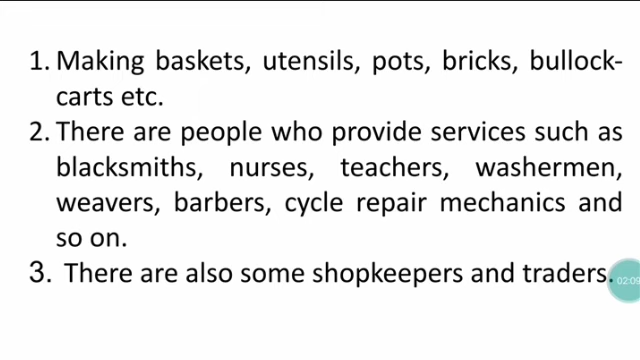 1. Making baskets, utensils, pots, bricks, bullock-
carts etc.
2. There are people who provide services such as
blacksmiths, nurses, teachers, washermen,
weavers, barbers, cycle repair mechanics and
so on.
3. There are also some shopkeepers and traders.
02:09